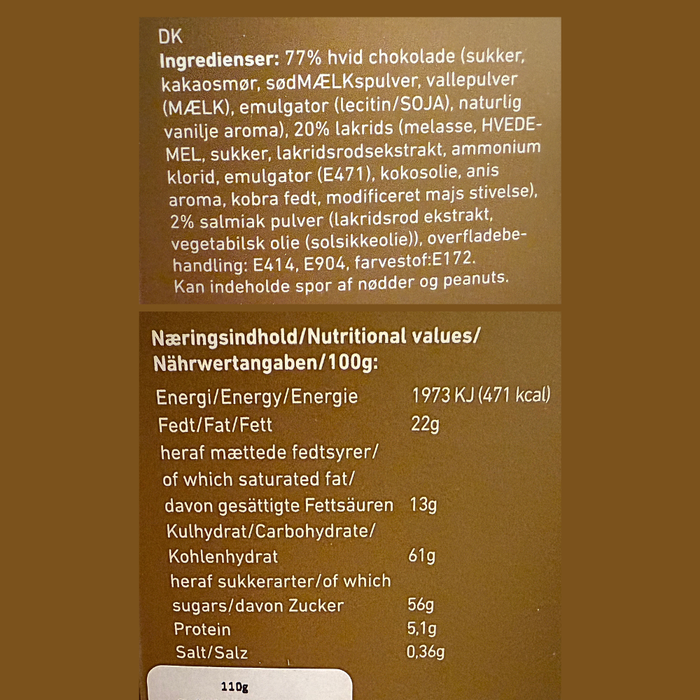 DK
Ingredienser: 77% hvid chokolade (sukker,
kakaosmør, sødMÆLKspulver, vallepulver
(MÆLK), emulgator (lecitin/SOJA), naturlig
vanilje aroma), 20% lakrids (melasse, HVEDE-
MEL, sukker, lakridsrodsekstrakt, ammonium
klorid, emulgator (E471), kokosolie, anis
aroma, kobra fedt, modificeret majs stivelse),
2% salmiak pulver (lakridsrod ekstrakt,
vegetabilsk olie (solsikkeolie)), overfladebe-
handling: E414, E904, farvestof:E172.
Kan indeholde spor af nødder og peanuts.
Næringsindhold/Nutritional values/
Nährwertangaben/100g:
Energi/Energy/Energie 1973 KJ (471 kcal)
Fedt/Fat/Fett 22g
heraf mættede fedtsyrer/
of which saturated fat/
davon gesättigte Fettsäuren 13g
Kulhydrat/Carbohydrate/
Kohlenhydrat 61g
heraf sukkerarter/of which
sugars/davon Zucker 56g
Protein 5,1g
Salt/Salz 0,36g
110g